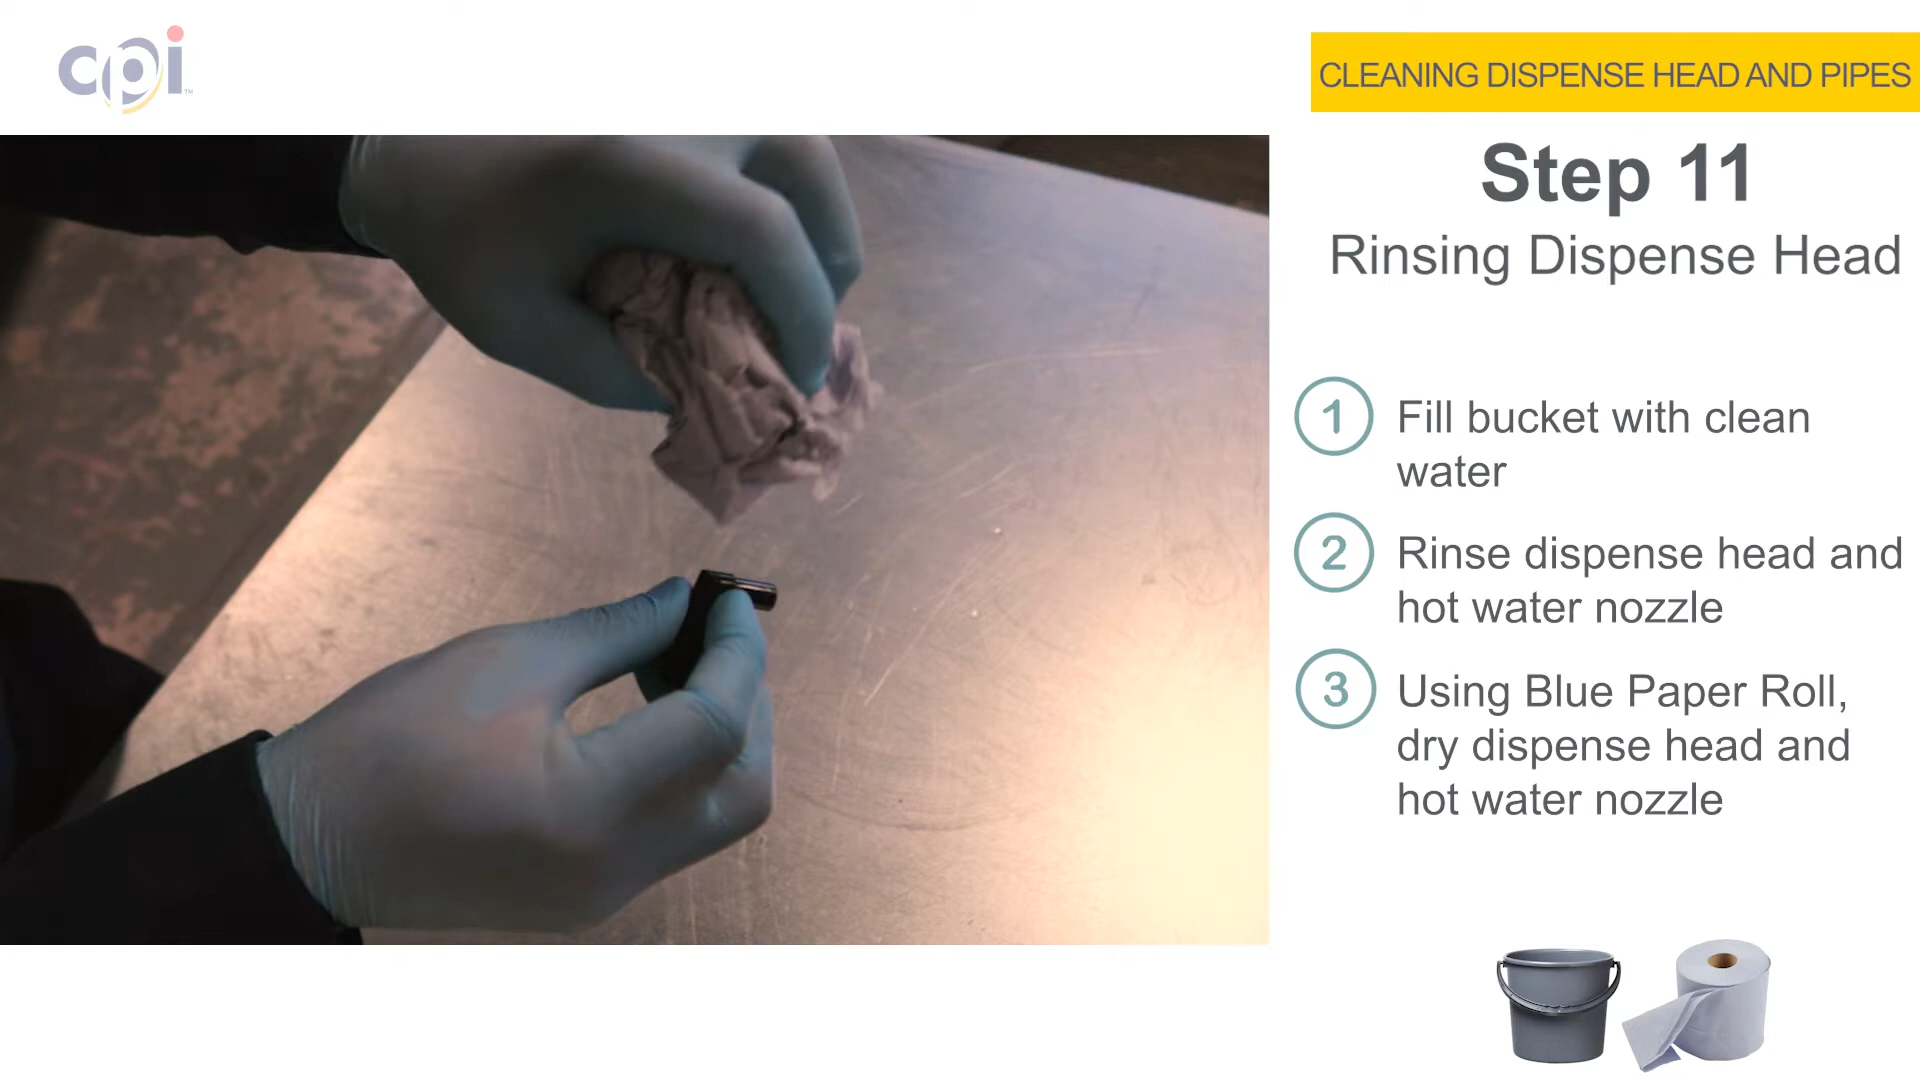 cpi™
CLEANING DISPENSE HEAD AND PIPES
Step 11
Rinsing Dispense Head
1 Fill bucket with clean
water
2 Rinse dispense head and
hot water nozzle
3 Using Blue Paper Roll,
dry dispense head and
hot water nozzle